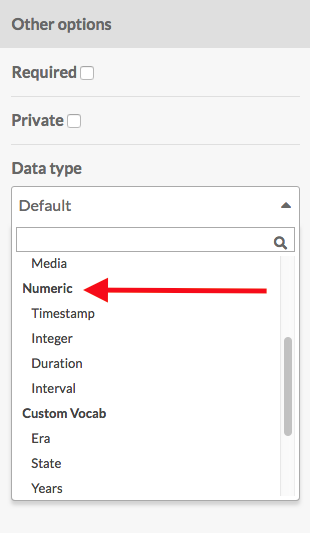 Other options
Required
Private
Data type
Default
Media
Numeric
Timestamp
Integer
Duration
Interval
Custom Vocab
Era
State
Years